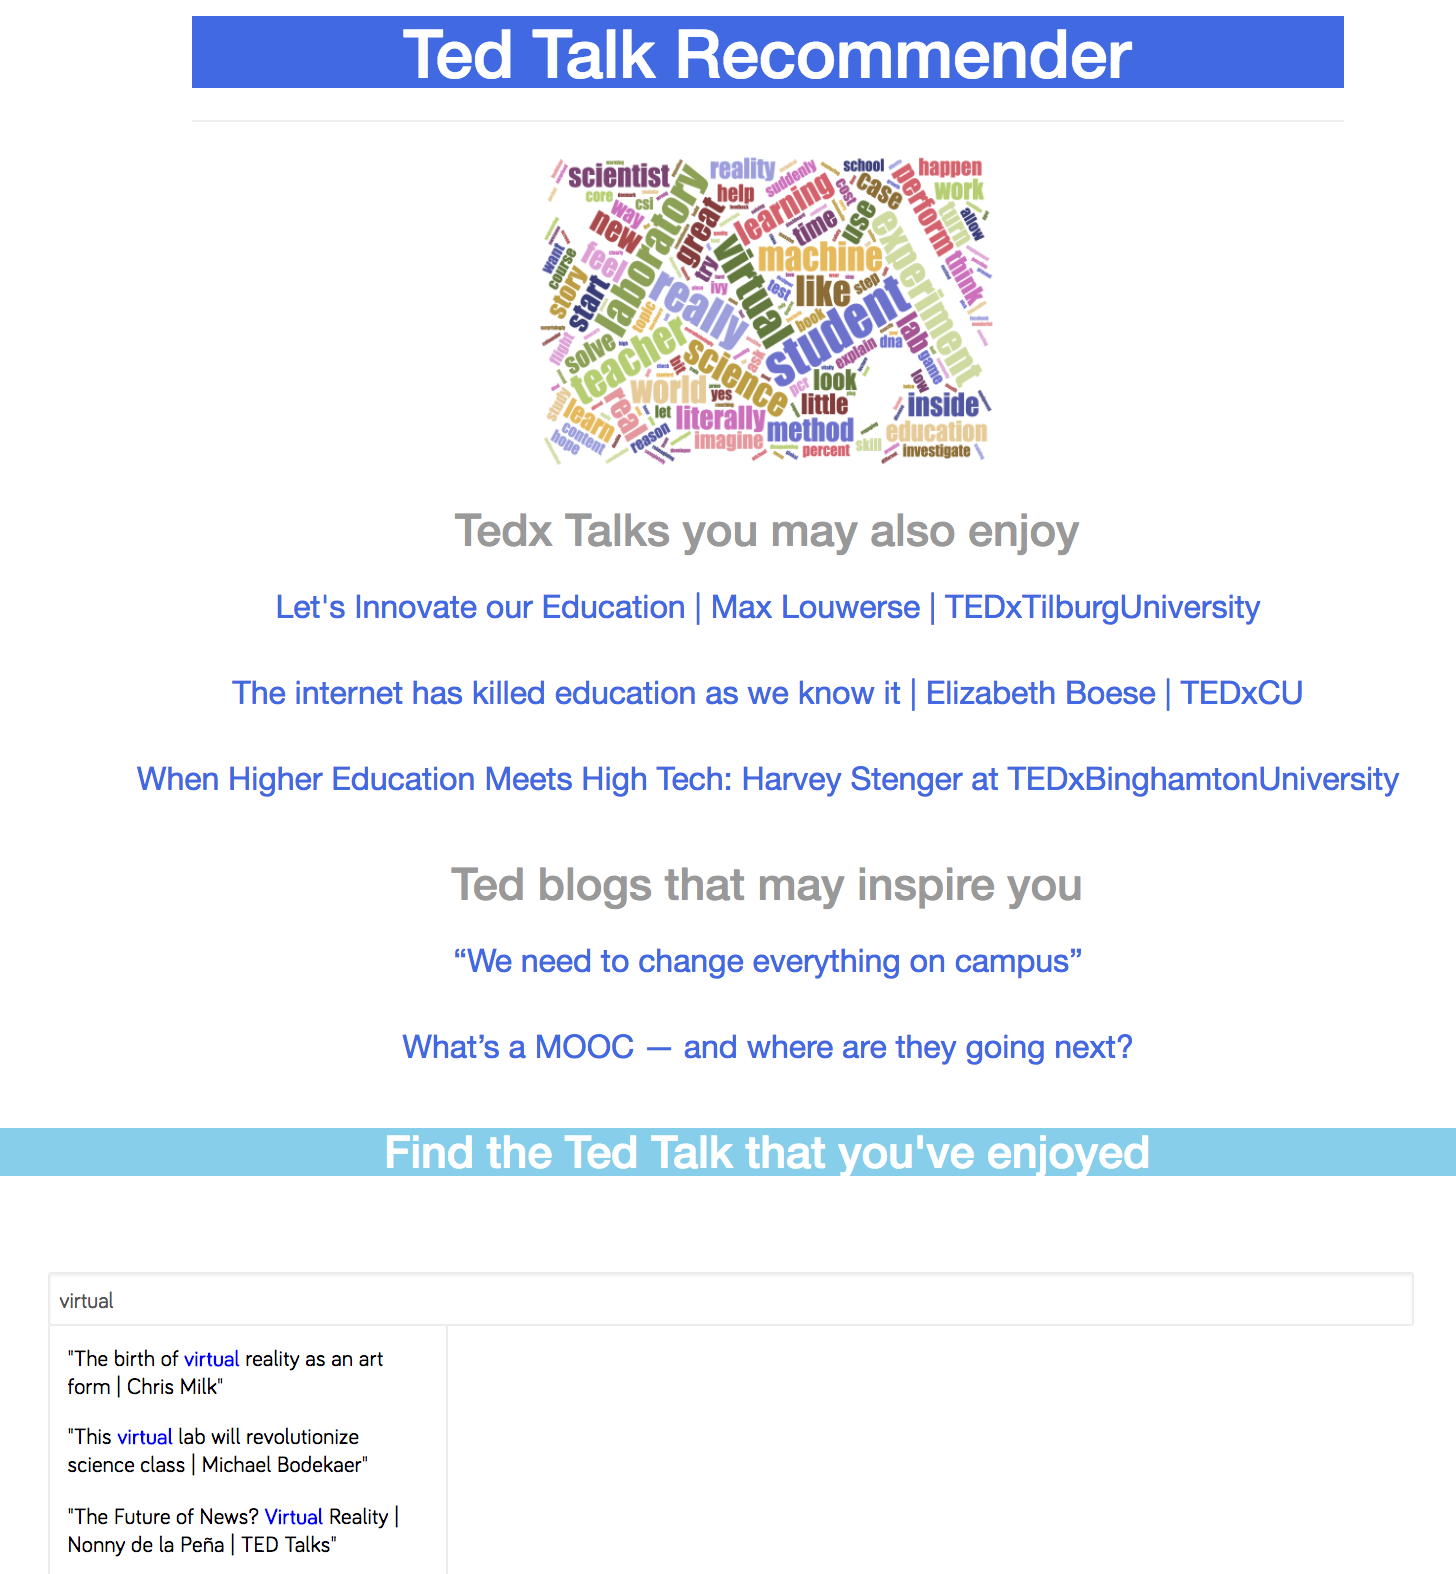 Ted Talk Recommender
scientist
reality
school
happen
core
csi
help
suddenly
learning
cost
case
work
way
new
laboratory
great
time
use
perform
turn
allow
want
course
feel
try
virtual
machine
experiment
think
story
start
ivy
test
like
step
really
topic
book
student
lab
flight
solve
teacher
science
ask
explain
dna
game
bit
pcr
look
low
study
real
world
yes
little
inside
learn
let
literally
content
hope
reason
imagine
method
percent
skill
education
investigate
Tedx Talks you may also enjoy
Let's Innovate our Education | Max Louwerse | TEDxTilburgUniversity
The internet has killed education as we know it | Elizabeth Boese | TEDxCU
When Higher Education Meets High Tech: Harvey Stenger at TEDxBinghamtonUniversity
Ted blogs that may inspire you
“We need to change everything on campus”
What’s a MOOC — and where are they going next?
Find the Ted Talk that you've enjoyed
virtual
"The birth of virtual reality as an art
form | Chris Milk"
"This virtual lab will revolutionize
science class | Michael Bodekaer"
"The Future of News? Virtual Reality |
Nonny de la Peña | TED Talks"